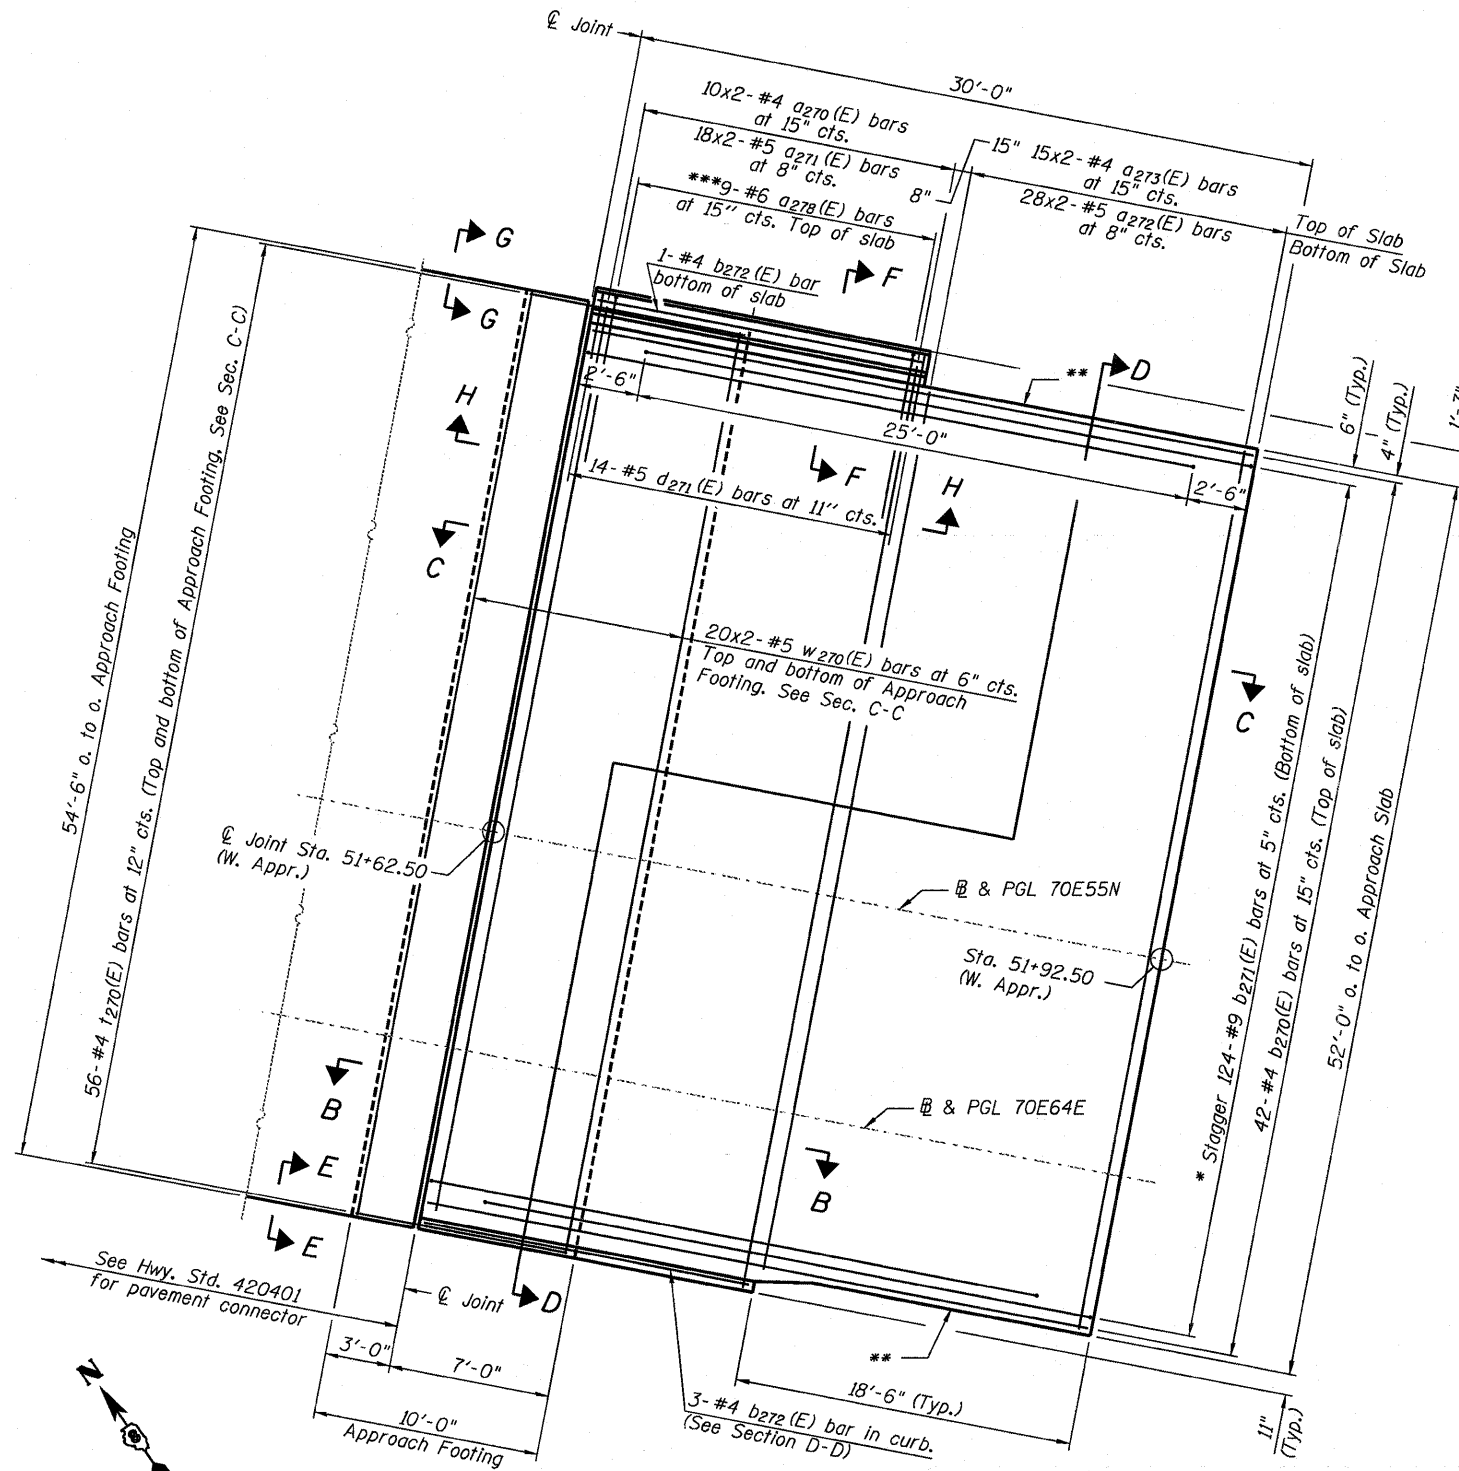 ℄ Joint
30'-0"
10x2-#4 a270(E) bars
at 15" cts.
18x2-#5 a271(E) bars
at 8" cts.
***9-#6 a278(E) bars
at 15" cts. Top of slab
8"
15"
15x2-#4 a273(E) bars
at 15" cts.
28x2-#5 a272(E) bars
at 8" cts.
Top of Slab
Bottom of Slab
1-#4 b272(E) bar
bottom of slab
G
G
F
F
**
D
6" (Typ.)
4" (Typ.)
2'-6"
25'-0"
2'-6"
14-#5 d271(E) bars at 11" cts.
H
H
C
C
54'-6" o. to o. Approach Footing
56-#4 t270(E) bars at 12" cts. (Top and bottom of Approach Footing. See Sec. C-C)
20x2-#5 w270(E) bars at 6" cts.
Top and bottom of Approach
Footing. See Sec. C-C
℄ Joint Sta. 51+62.50
(W. Appr.)
⅊ & PGL 70E55N
Sta. 51+92.50
(W. Appr.)
⅊ & PGL 70E64E
* Stagger 124-#9 b271(E) bars at 5" cts. (Bottom of slab)
42-#4 b270(E) bars at 15" cts. (Top of slab)
52'-0" o. to o. Approach Slab
B
B
E
E
See Hwy. Std. 420401
for pavement connector
℄ Joint
D
**
3'-0"
7'-0"
10'-0"
Approach Footing
18'-6" (Typ.)
3-#4 b272(E) bar in curb.
(See Section D-D)
11"
(Typ.)
N